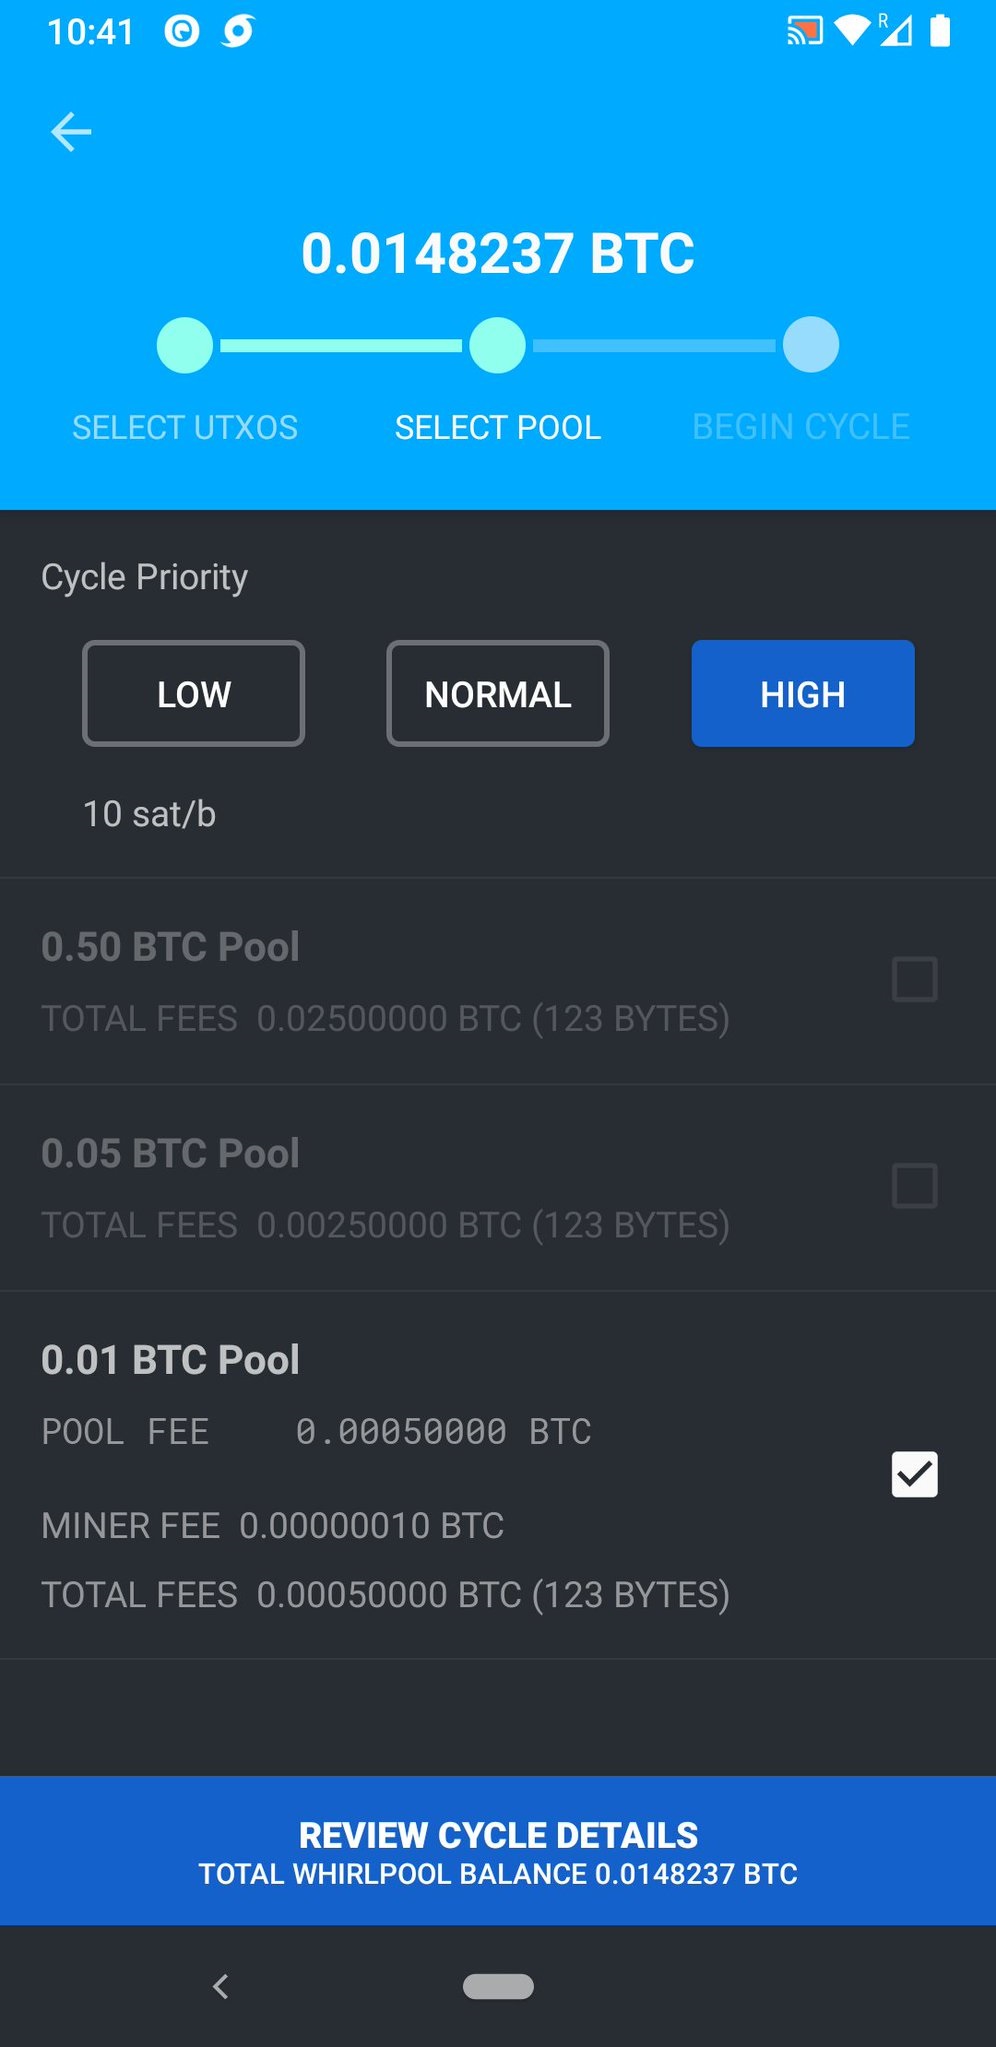 10:41
R
0.0148237 BTC
SELECT UTXOS SELECT POOL BEGIN CYCLE
Cycle Priority
LOW NORMAL HIGH
10 sat/b
0.50 BTC Pool
TOTAL FEES 0.02500000 BTC (123 BYTES)
0.05 BTC Pool
TOTAL FEES 0.00250000 BTC (123 BYTES)
0.01 BTC Pool
POOL FEE 0.00050000 BTC
MINER FEE 0.00000010 BTC
TOTAL FEES 0.00050000 BTC (123 BYTES)
REVIEW CYCLE DETAILS
TOTAL WHIRLPOOL BALANCE 0.0148237 BTC